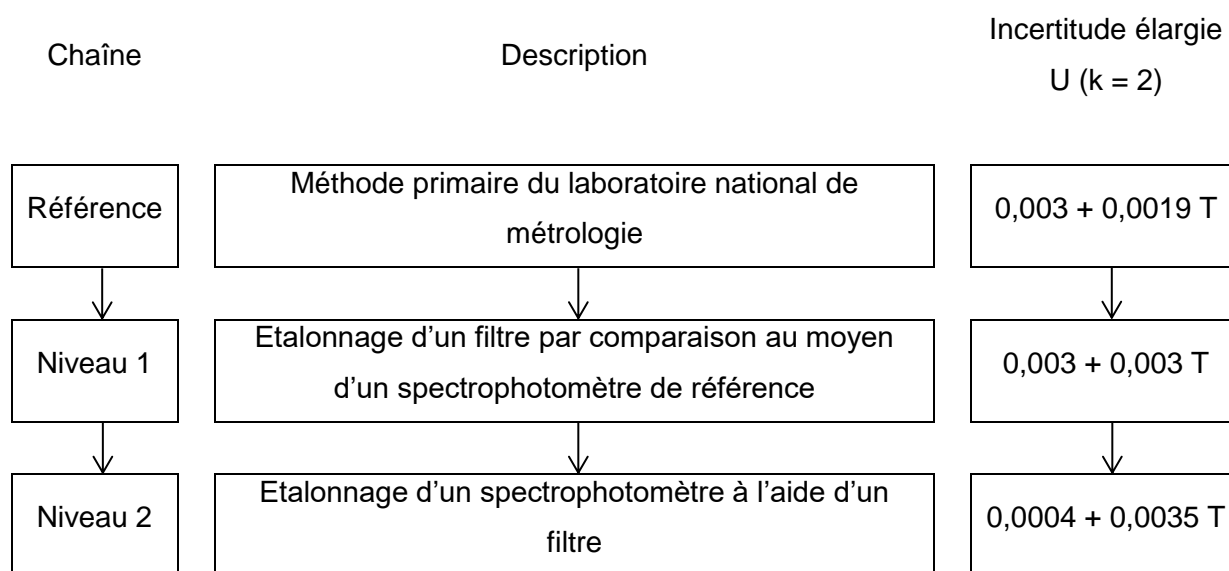 Chaîne
Description
Incertitude élargie
U (k = 2)
Référence
Méthode primaire du laboratoire national de
métrologie
0,003 + 0,0019 T
Niveau 1
Etalonnage d’un filtre par comparaison au moyen
d’un spectrophotomètre de référence
0,003 + 0,003 T
Niveau 2
Etalonnage d’un spectrophotomètre à l’aide d’un
filtre
0,0004 + 0,0035 T